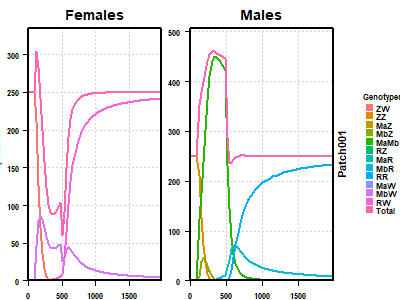 Females
Males
300
250
200
150
100
50
0
0
500
1000
1500
500
400
300
200
100
0
0
500
1000
1500
Patch001
Genotype
ZW
ZZ
MaZ
MbZ
MaMb
RZ
MaR
MbR
RR
MaW
MbW
RW
Total